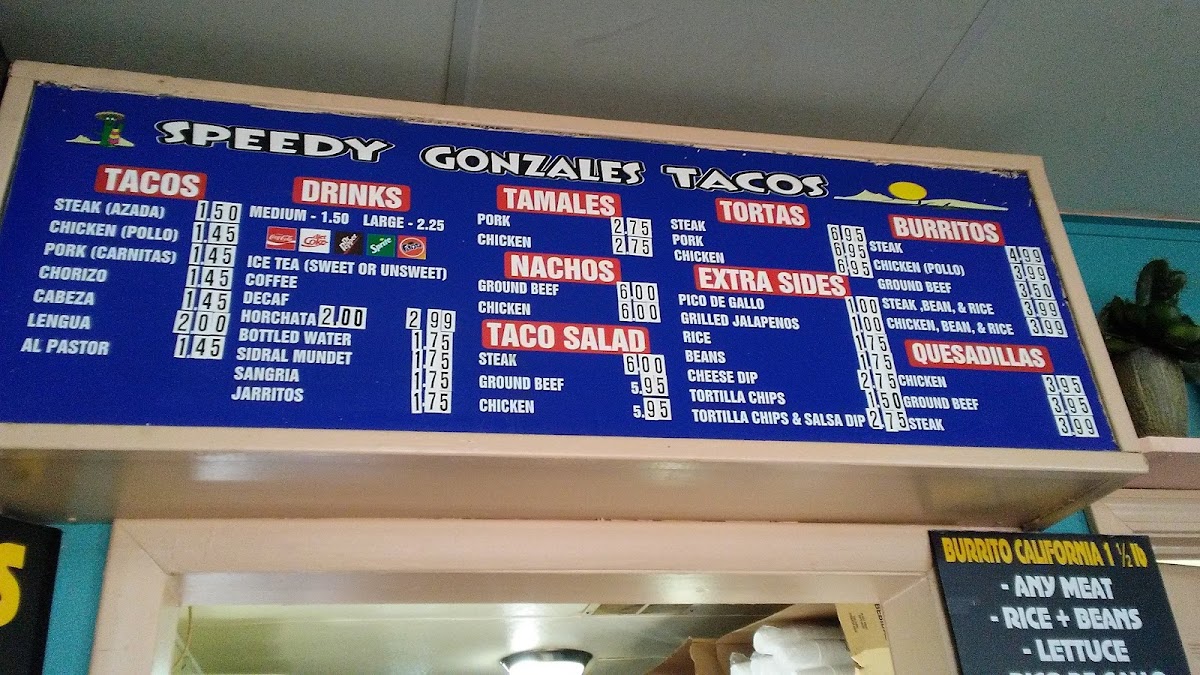 SPEEDY GONZALES TACOS
TACOS
STEAK (AZADA) 1.50
CHICKEN (POLLO) 1.45
PORK (CARNITAS) 1.45
CHORIZO 1.45
CABEZA 1.45
LENGUA 2.00
AL PASTOR 1.45
DRINKS
MEDIUM - 1.50 LARGE - 2.25
Coca-Cola Diet Coke Sprite
ICE TEA (SWEET OR UNSWEET)
COFFEE
DECAF
HORCHATA 2.00 2.99
BOTTLED WATER 1.75
SIDRAL MUNDET 1.75
SANGRIA 1.75
JARRITOS 1.75
TAMALES
PORK 2.75
CHICKEN 2.75
NACHOS
GROUND BEEF 6.00
CHICKEN 6.00
TACO SALAD
STEAK 6.00
GROUND BEEF 5.95
CHICKEN 5.95
TORTAS
STEAK 6.95
PORK 6.95
CHICKEN 6.95
EXTRA SIDES
PICO DE GALLO 1.00
GRILLED JALAPENOS 1.00
RICE 1.75
BEANS 1.75
CHEESE DIP 2.75
TORTILLA CHIPS 1.50
TORTILLA CHIPS & SALSA DIP 2.75
BURRITOS
STEAK 4.99
CHICKEN (POLLO) 3.99
GROUND BEEF 3.50
STEAK ,BEAN, & RICE 3.99
CHICKEN, BEAN, & RICE 3.99
QUESADILLAS
CHICKEN 3.95
GROUND BEEF 3.95
STEAK 3.99
S
BURRITO CALIFORNIA 1 ½ lb
- ANY MEAT
- RICE + BEANS
- LETTUCE
- PICO DE GALLO